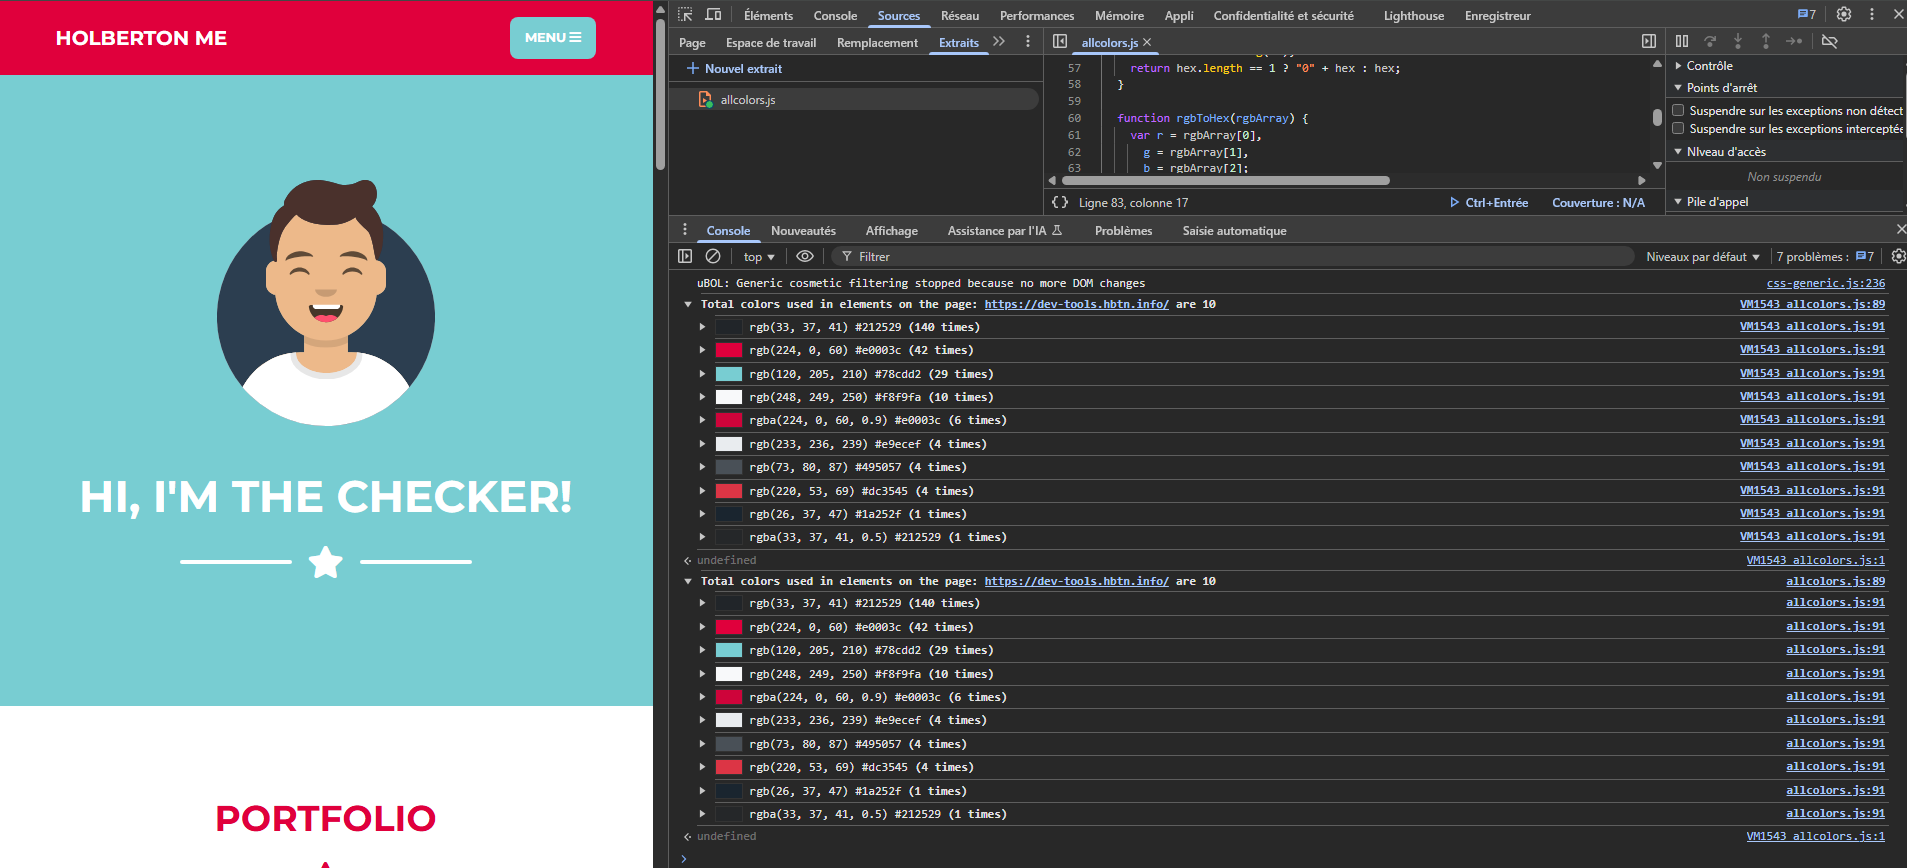 HOLBERTON ME
MENU
HI, I'M THE CHECKER!
PORTFOLIO
Éléments Console Sources Réseau Performances Mémoire Appli Confidentialité et sécurité Lighthouse Enregistreur 7
Page Espace de travail Remplacement Extraits
Nouvel extrait
allcolors.js
allcolors.js
57 return hex.length == 1 ? "0" + hex : hex;
58 }
59
60 function rgbToHex(rgbArray) {
61 var r = rgbArray[0],
62 g = rgbArray[1],
63 b = rgbArray[2];
{} Ligne 83, colonne 17 Ctrl+Entrée Couverture : N/A
Contrôle
Points d'arrêt
Suspendre sur les exceptions non détect
Suspendre sur les exceptions interceptée
NIveau d'accès
Non suspendu
Pile d'appel
Console Nouveautés Affichage Assistance par l'IA Problèmes Saisie automatique
top Filtrer Niveaux par défaut 7 problèmes : 7
uBOL: Generic cosmetic filtering stopped because no more DOM changes css-generic.js:236
Total colors used in elements on the page: https://dev-tools.hbtn.info/ are 10 VM1543 allcolors.js:89
rgb(33, 37, 41) #212529 (140 times) VM1543 allcolors.js:91
rgb(224, 0, 60) #e0003c (42 times) VM1543 allcolors.js:91
rgb(120, 205, 210) #78cdd2 (29 times) VM1543 allcolors.js:91
rgb(248, 249, 250) #f8f9fa (10 times) VM1543 allcolors.js:91
rgba(224, 0, 60, 0.9) #e0003c (6 times) VM1543 allcolors.js:91
rgb(233, 236, 239) #e9ecef (4 times) VM1543 allcolors.js:91
rgb(73, 80, 87) #495057 (4 times) VM1543 allcolors.js:91
rgb(220, 53, 69) #dc3545 (4 times) VM1543 allcolors.js:91
rgb(26, 37, 47) #1a252f (1 times) VM1543 allcolors.js:91
rgba(33, 37, 41, 0.5) #212529 (1 times) VM1543 allcolors.js:91
undefined VM1543 allcolors.js:1
Total colors used in elements on the page: https://dev-tools.hbtn.info/ are 10 allcolors.js:89
rgb(33, 37, 41) #212529 (140 times) allcolors.js:91
rgb(224, 0, 60) #e0003c (42 times) allcolors.js:91
rgb(120, 205, 210) #78cdd2 (29 times) allcolors.js:91
rgb(248, 249, 250) #f8f9fa (10 times) allcolors.js:91
rgba(224, 0, 60, 0.9) #e0003c (6 times) allcolors.js:91
rgb(233, 236, 239) #e9ecef (4 times) allcolors.js:91
rgb(73, 80, 87) #495057 (4 times) allcolors.js:91
rgb(220, 53, 69) #dc3545 (4 times) allcolors.js:91
rgb(26, 37, 47) #1a252f (1 times) allcolors.js:91
rgba(33, 37, 41, 0.5) #212529 (1 times) allcolors.js:91
undefined VM1543 allcolors.js:1